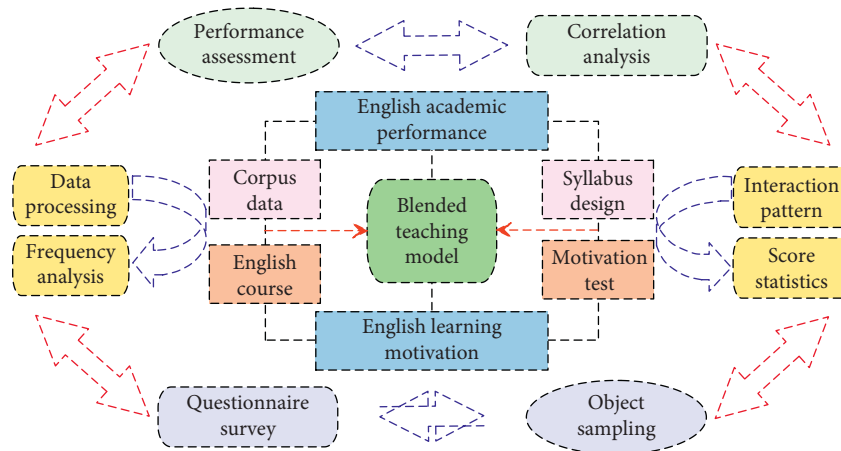 Performance
assessment
Correlation
analysis
English academic
performance
Data
processing
Corpus
data
Syllabus
design
Interaction
pattern
Blended
teaching
model
Frequency
analysis
English
course
Motivation
test
Score
statistics
English learning
motivation
Questionnaire
survey
Object
sampling